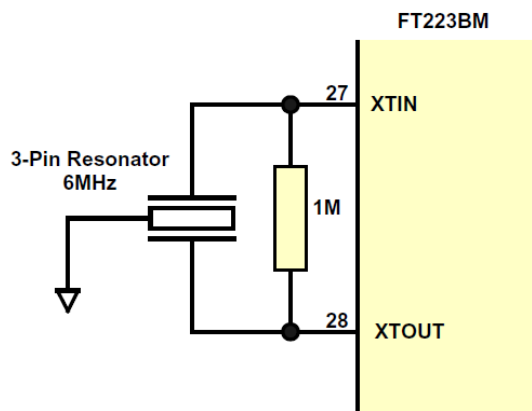 FT223BM
27
XTIN
3-Pin Resonator
6MHz
1M
28
XTOUT